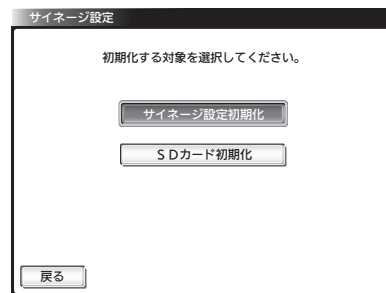 サイネージ設定
初期化する対象を選択してください。
サイネージ設定初期化
ＳＤカード初期化
戻る